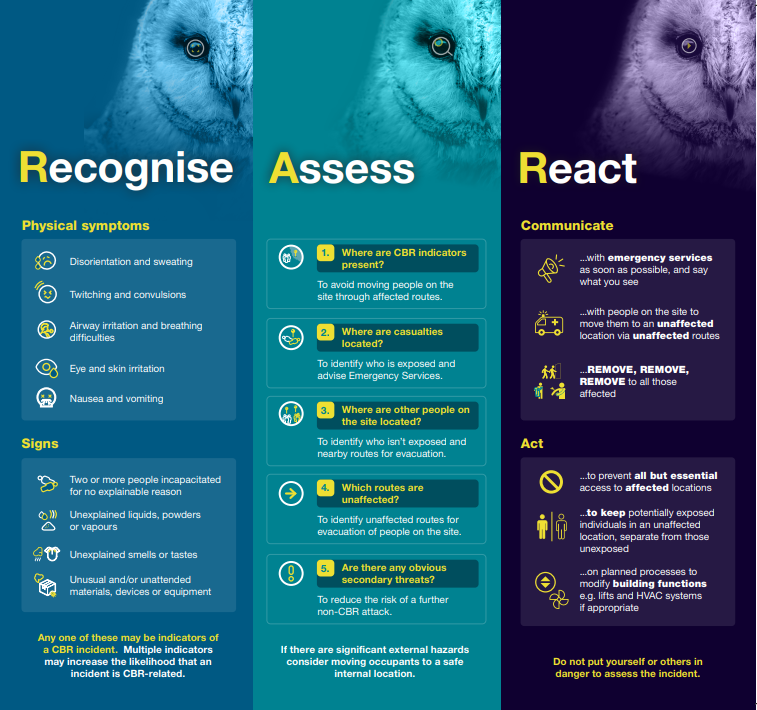 Recognise
Physical symptoms
Disorientation and sweating
Twitching and convulsions
Airway irritation and breathing
difficulties
Eye and skin irritation
Nausea and vomiting
Signs
Two or more people incapacitated
for no explainable reason
Unexplained liquids, powders
or vapours
Unexplained smells or tastes
Unusual and/or unattended
materials, devices or equipment
Any one of these may be indicators of
a CBR incident. Multiple indicators
may increase the likelihood that an
incident is CBR-related.
Assess
1. Where are CBR indicators
present?
To avoid moving people on the
site through affected routes.
2. Where are casualties
located?
To identify who is exposed and
advise Emergency Services.
3. Where are other people on
the site located?
To identify who isn't exposed and
nearby routes for evacuation.
4. Which routes are
unaffected?
To identify unaffected routes for
evacuation of people on the site.
5. Are there any obvious
secondary threats?
To reduce the risk of a further
non-CBR attack.
If there are significant external hazards
consider moving occupants to a safe
internal location.
React
Communicate
...with emergency services
as soon as possible, and say
what you see
...with people on the site to
move them to an unaffected
location via unaffected routes
...REMOVE, REMOVE,
REMOVE to all those
affected
Act
...to prevent all but essential
access to affected locations
...to keep potentially exposed
individuals in an unaffected
location, separate from those
unexposed
...on planned processes to
modify building functions
e.g. lifts and HVAC systems
if appropriate
Do not put yourself or others in
danger to assess the incident.